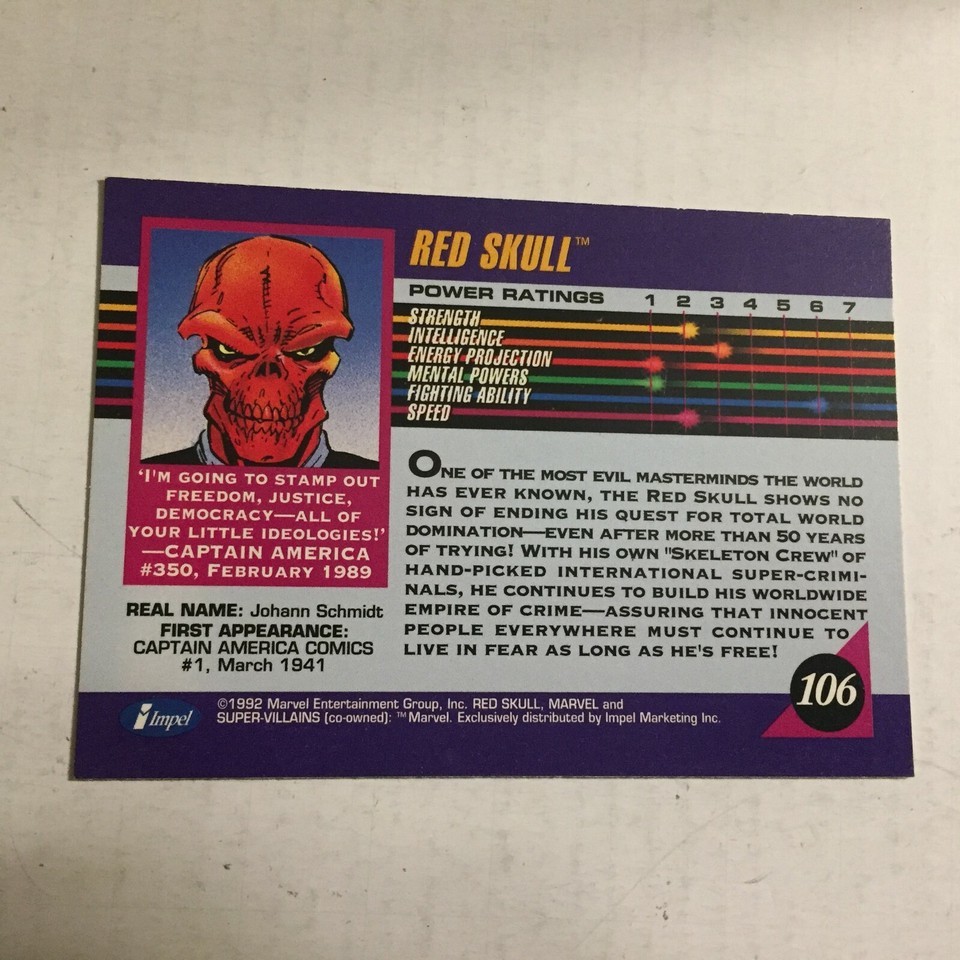 RED SKULL™
POWER RATINGS 1 2 3 4 5 6 7
STRENGTH
INTELLIGENCE
ENERGY PROJECTION
MENTAL POWERS
FIGHTING ABILITY
SPEED
'I'M GOING TO STAMP OUT
FREEDOM, JUSTICE,
DEMOCRACY—ALL OF
YOUR LITTLE IDEOLOGIES!'
—CAPTAIN AMERICA
#350, FEBRUARY 1989
REAL NAME: Johann Schmidt
FIRST APPEARANCE:
CAPTAIN AMERICA COMICS
#1, March 1941
ONE OF THE MOST EVIL MASTERMINDS THE WORLD
HAS EVER KNOWN, THE RED SKULL SHOWS NO
SIGN OF ENDING HIS QUEST FOR TOTAL WORLD
DOMINATION—EVEN AFTER MORE THAN 50 YEARS
OF TRYING! WITH HIS OWN "SKELETON CREW" OF
HAND-PICKED INTERNATIONAL SUPER-CRIMI-
NALS, HE CONTINUES TO BUILD HIS WORLDWIDE
EMPIRE OF CRIME—ASSURING THAT INNOCENT
PEOPLE EVERYWHERE MUST CONTINUE TO
LIVE IN FEAR AS LONG AS HE'S FREE!
106
Impel
©1992 Marvel Entertainment Group, Inc. RED SKULL, MARVEL and
SUPER-VILLAINS (co-owned): ™Marvel. Exclusively distributed by Impel Marketing Inc.